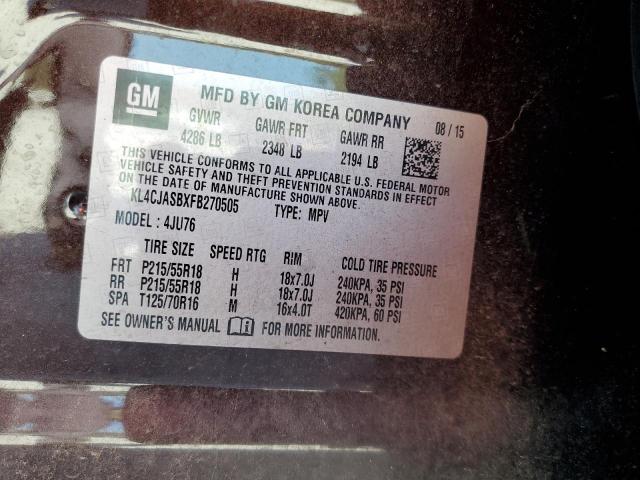 GM
MFD BY GM KOREA COMPANY 08/15
GVWR GAWR FRT GAWR RR
4286 LB 2348 LB 2194 LB
THIS VEHICLE CONFORMS TO ALL APPLICABLE U.S. FEDERAL MOTOR
VEHICLE SAFETY AND THEFT PREVENTION STANDARDS IN EFFECT
ON THE DATE OF MANUFACTURE SHOWN ABOVE.
KL4CJASBXFB270505 TYPE: MPV
MODEL: 4JU76
TIRE SIZE SPEED RTG RIM COLD TIRE PRESSURE
FRT P215/55R18 H 18x7.0J 240KPA, 35 PSI
RR P215/55R18 H 18x7.0J 240KPA, 35 PSI
SPA T125/70R16 M 16x4.0T 420KPA, 60 PSI
SEE OWNER'S MANUAL FOR MORE INFORMATION.